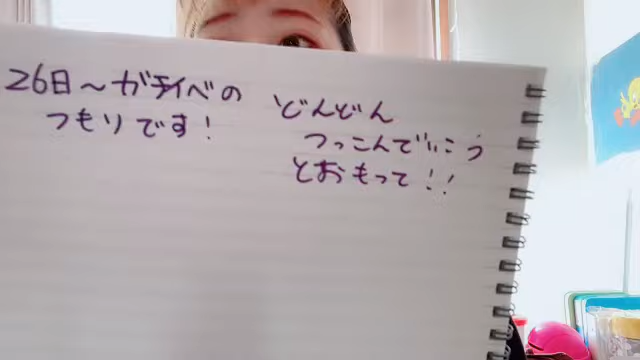 26日〜ガチイベの
つもりです!
どんどん
つっこんでいこう
とおもって!!